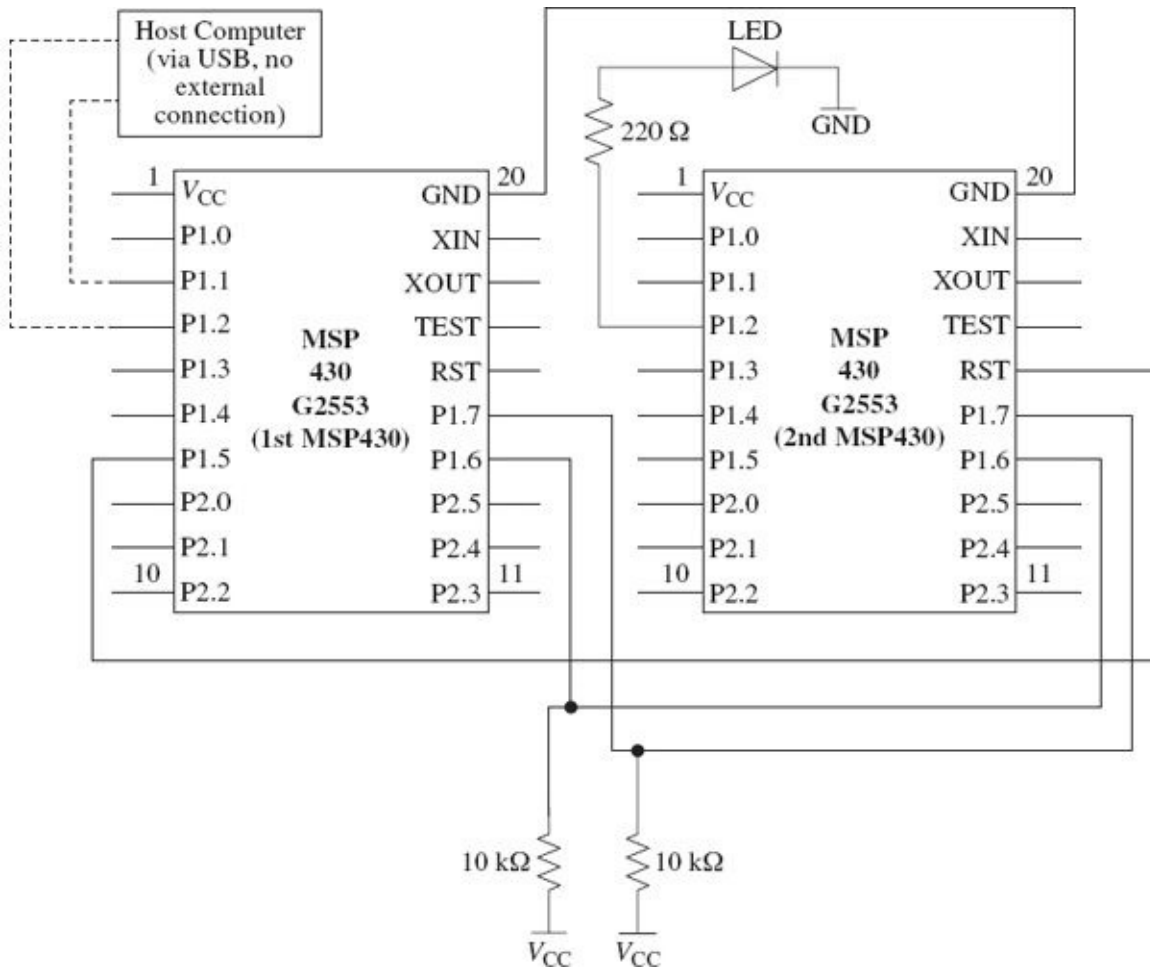 Host Computer
(via USB, no
external
connection)
LED
220 Ω
GND
1
VCC
P1.0
P1.1
P1.2
P1.3
P1.4
P1.5
P2.0
P2.1
10
P2.2
MSP
430
G2553
(1st MSP430)
20
GND
XIN
XOUT
TEST
RST
P1.7
P1.6
P2.5
P2.4
11
P2.3
1
VCC
P1.0
P1.1
P1.2
P1.3
P1.4
P1.5
P2.0
P2.1
10
P2.2
MSP
430
G2553
(2nd MSP430)
20
GND
XIN
XOUT
TEST
RST
P1.7
P1.6
P2.5
P2.4
11
P2.3
10 kΩ
10 kΩ
VCC
VCC